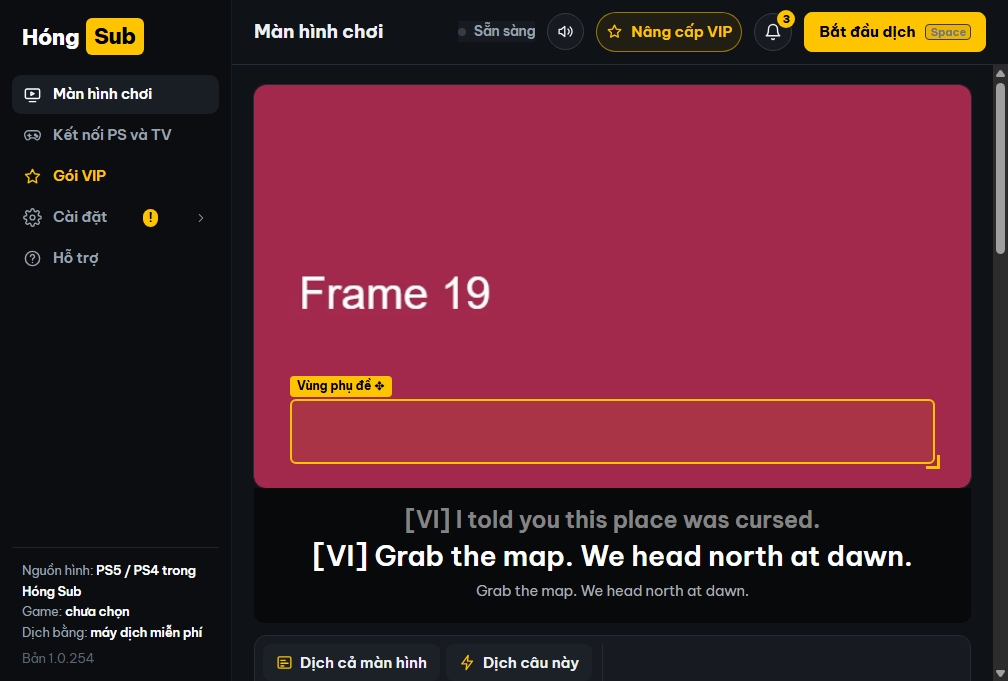 Hóng Sub
Màn hình chơi
Kết nối PS và TV
Gói VIP
Cài đặt !
Hỗ trợ
Nguồn hình: PS5 / PS4 trong
Hóng Sub
Game: chưa chọn
Dịch bằng: máy dịch miễn phí
Bản 1.0.254
Màn hình chơi
Sẵn sàng
Nâng cấp VIP
3
Bắt đầu dịch Space
Frame 19
Vùng phụ đề
[VI] I told you this place was cursed.
[VI] Grab the map. We head north at dawn.
Grab the map. We head north at dawn.
Dịch cả màn hình
Dịch câu này